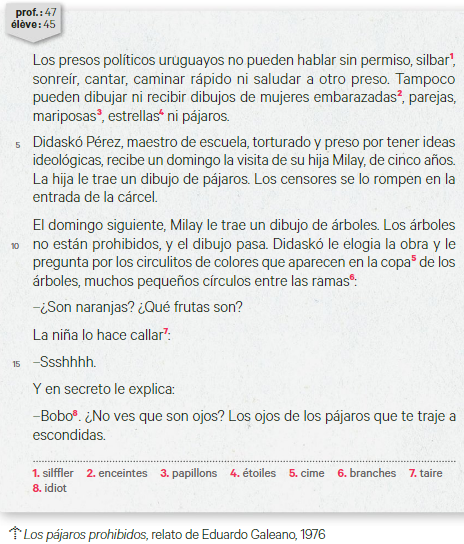 prof. : 47
élève : 45
Los presos políticos uruguayos no pueden hablar sin permiso, silbar1,
sonreír, cantar, caminar rápido ni saludar a otro preso. Tampoco
pueden dibujar ni recibir dibujos de mujeres embarazadas2, parejas,
mariposas3, estrellas4 ni pájaros.
5 Didaskó Pérez, maestro de escuela, torturado y preso por tener ideas
ideológicas, recibe un domingo la visita de su hija Milay, de cinco años.
La hija le trae un dibujo de pájaros. Los censores se lo rompen en la
entrada de la cárcel.
El domingo siguiente, Milay le trae un dibujo de árboles. Los árboles
10 no están prohibidos, y el dibujo pasa. Didaskó le elogia la obra y le
pregunta por los circulitos de colores que aparecen en la copa5 de los
árboles, muchos pequeños círculos entre las ramas6:
–¿Son naranjas? ¿Qué frutas son?
La niña lo hace callar7:
15 –Ssshhhh.
Y en secreto le explica:
–Bobo8. ¿No ves que son ojos? Los ojos de los pájaros que te traje a
escondidas.
1. silffler 2. enceintes 3. papillons 4. étoiles 5. cime 6. branches 7. taire
8. idiot
Los pájaros prohibidos, relato de Eduardo Galeano, 1976